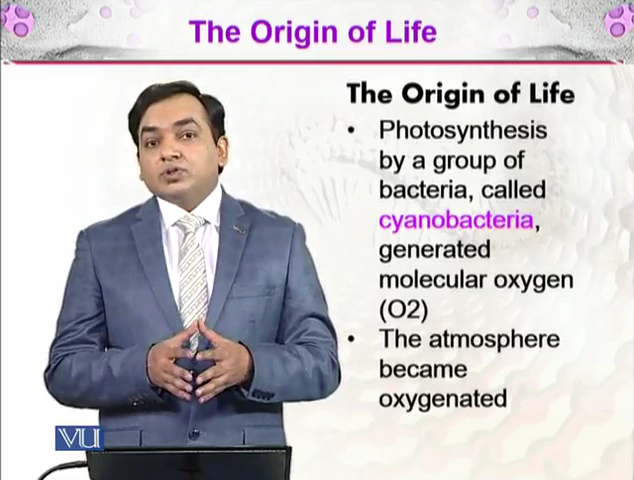 The Origin of Life
The Origin of Life
• Photosynthesis
by a group of
bacteria, called
cyanobacteria,
generated
molecular oxygen
(O2)
• The atmosphere
became
oxygenated
VU